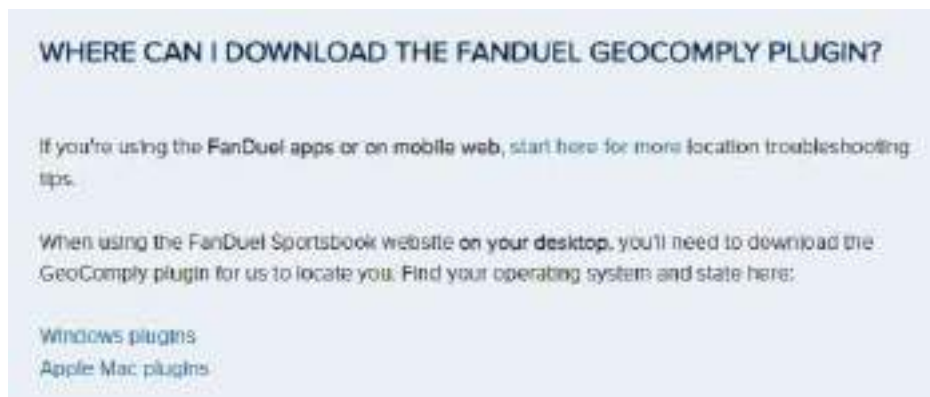 WHERE CAN I DOWNLOAD THE FANDUEL GEOCOMPLY PLUGIN?
If you're using the FanDuel apps or on mobile web, start here for more location troubleshooting
tips.
When using the FanDuel Sportsbook website on your desktop, you'll need to download the
GeoComply plugin for us to locate you. Find your operating system and state here:
Windows plugins
Apple Mac plugins